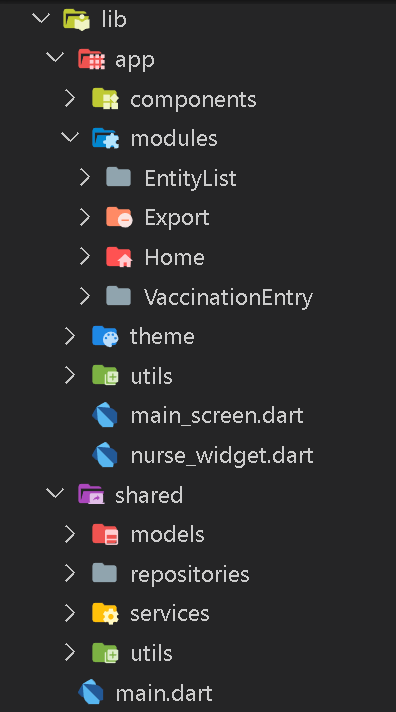 lib
app
components
modules
EntityList
Export
Home
VaccinationEntry
theme
utils
main_screen.dart
nurse_widget.dart
shared
models
repositories
services
utils
main.dart